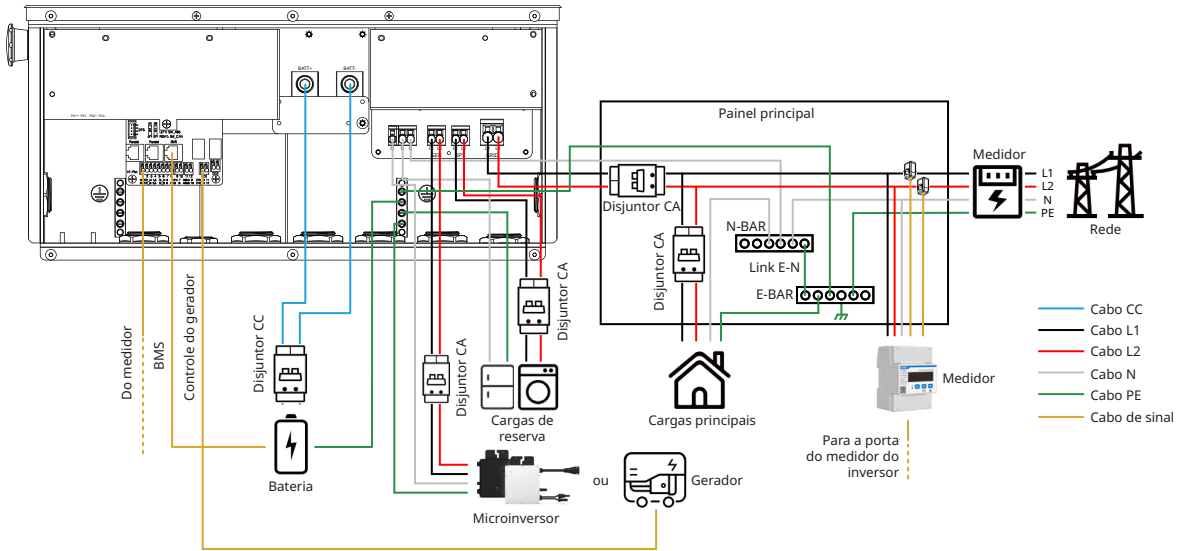 BATT+
BATT-
BMS
GRID
Painel principal
Medidor
L1
L2
N
PE
Rede
Disjuntor CA
N-BAR
Link E-N
E-BAR
Disjuntor CA
Do medidor
BMS
Controle do gerador
Disjuntor CC
Disjuntor CA
Disjuntor CA
Bateria
Cargas de
reserva
Cargas principais
Medidor
Para a porta
do medidor do
inversor
Microinversor
ou
Gerador
Cabo CC
Cabo L1
Cabo L2
Cabo N
Cabo PE
Cabo de sinal